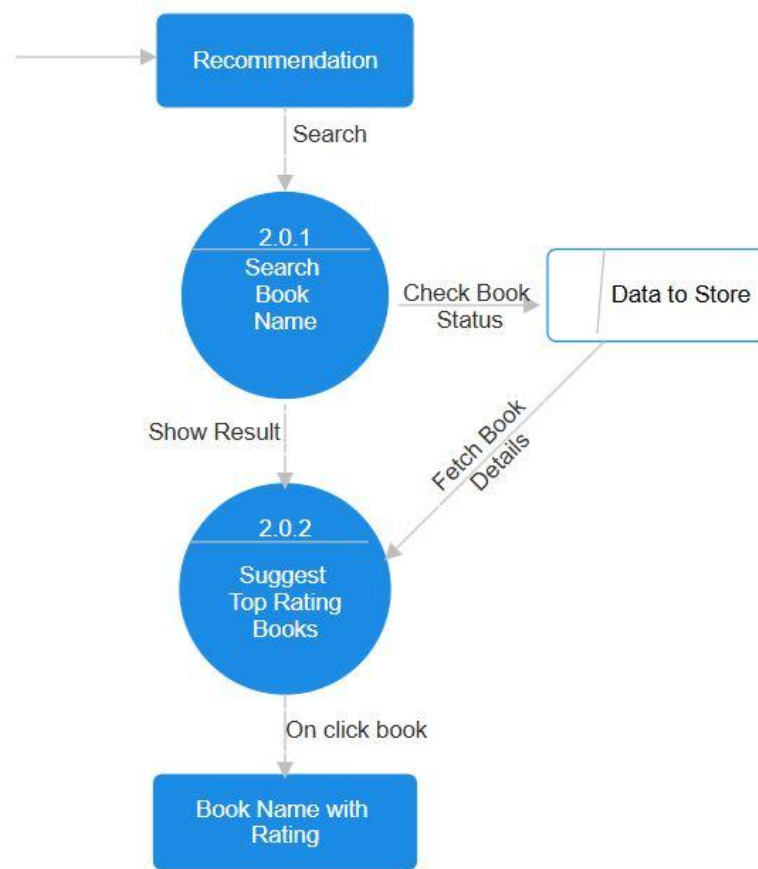 Recommendation
Search
2.0.1
Search
Book
Name
Check Book
Status
Data to Store
Show Result
Fetch Book
Details
2.0.2
Suggest
Top Rating
Books
On click book
Book Name with
Rating